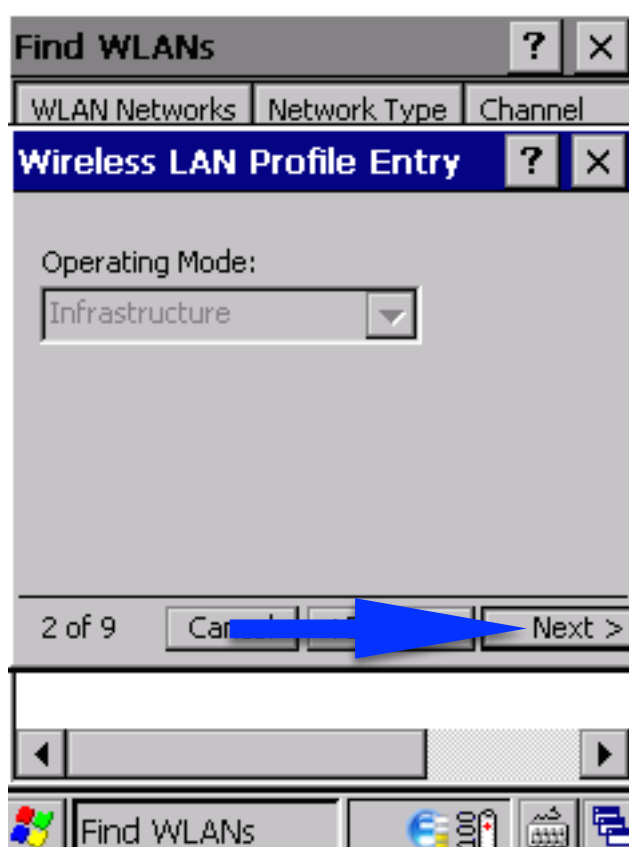 Find WLANs ? ×
WLAN Networks Network Type Channel
Wireless LAN Profile Entry ? ×
Operating Mode:
Infrastructure
2 of 9 Next >
Find WLANs